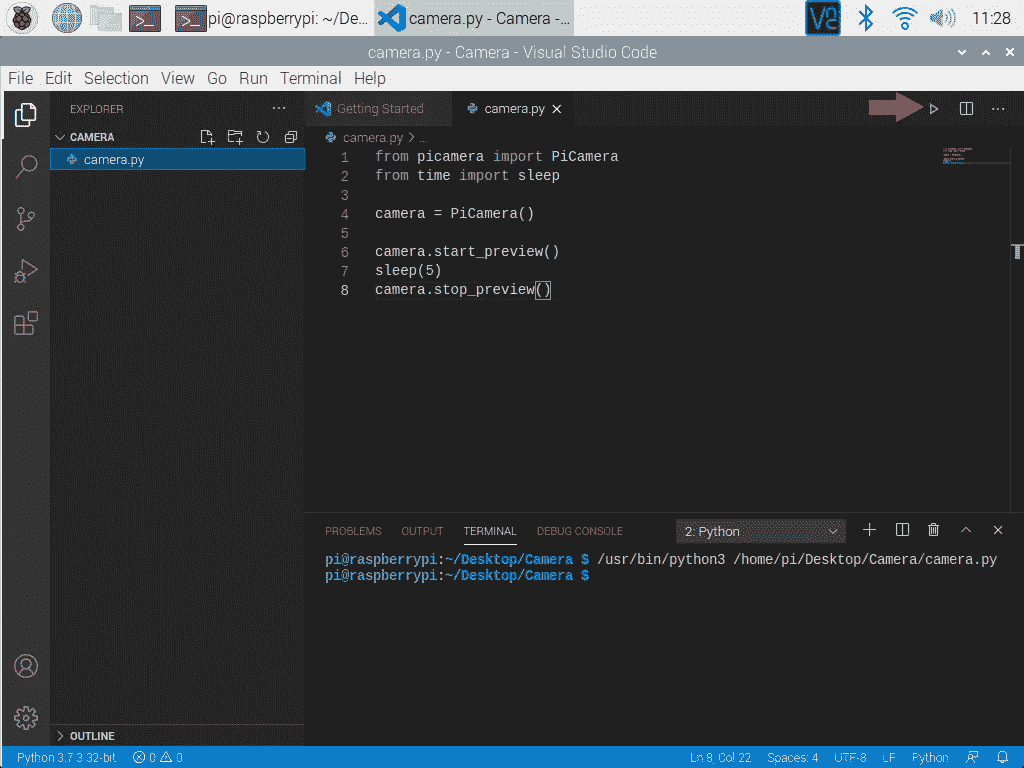 pi@raspberrypi: ~/De...
camera.py - Camera -...
V2
11:28
camera.py - Camera - Visual Studio Code
File Edit Selection View Go Run Terminal Help
EXPLORER
Getting Started
camera.py
CAMERA
camera.py
camera.py > ...
1 from picamera import PiCamera
2 from time import sleep
3
4 camera = PiCamera()
5
6 camera.start_preview()
7 sleep(5)
8 camera.stop_preview()
PROBLEMS OUTPUT TERMINAL DEBUG CONSOLE 2: Python
pi@raspberrypi:~/Desktop/Camera $ /usr/bin/python3 /home/pi/Desktop/Camera/camera.py
pi@raspberrypi:~/Desktop/Camera $
OUTLINE
Python 3.7.3 32-bit 0 0 Ln 8, Col 22 Spaces: 4 UTF-8 LF Python